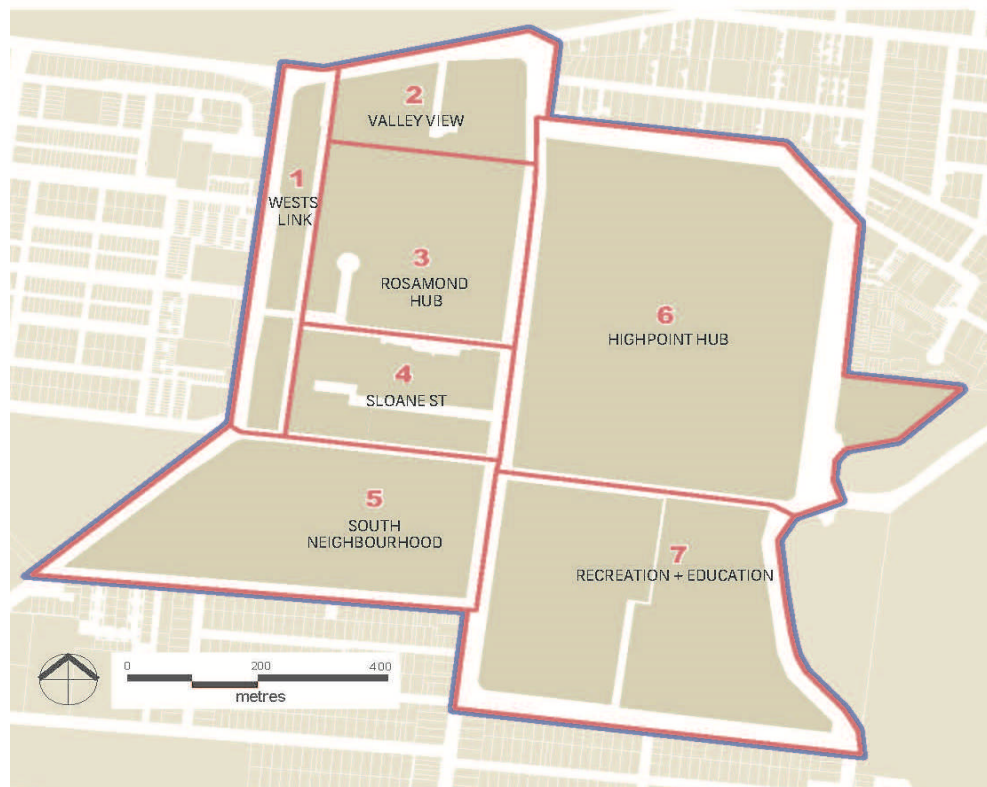 2
VALLEY VIEW
1
WESTS
LINK
3
ROSAMOND
HUB
6
HIGHPOINT HUB
4
SLOANE ST
5
SOUTH
NEIGHBOURHOOD
7
RECREATION + EDUCATION
0 200 400
metres